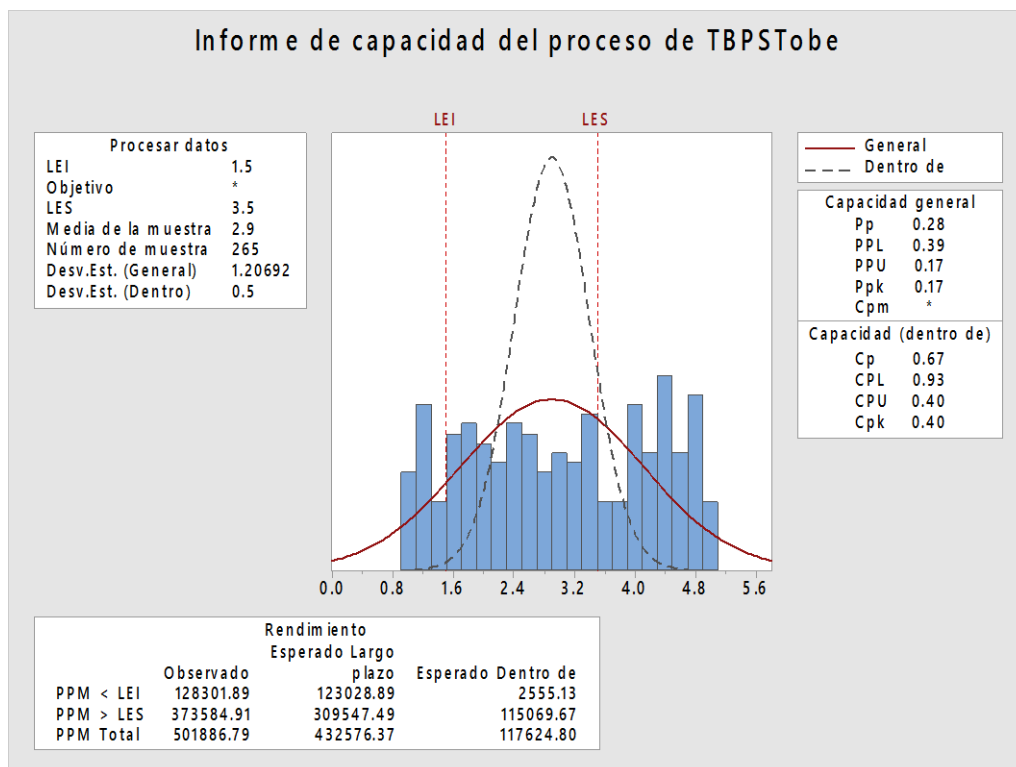 Informe de capacidad del proceso de TBPSTobe
LEI LES
Procesar datos
LEI 1.5
Objetivo *
LES 3.5
Media de la muestra 2.9
Número de muestra 265
Desv.Est. (General) 1.20692
Desv.Est. (Dentro) 0.5
General
Dentro de
Capacidad general
Pp 0.28
PPL 0.39
PPU 0.17
Ppk 0.17
Cpm *
Capacidad (dentro de)
Cp 0.67
CPL 0.93
CPU 0.40
Cpk 0.40
0.0 0.8 1.6 2.4 3.2 4.0 4.8 5.6
Rendimiento
Esperado Largo
Observado plazo Esperado Dentro de
PPM < LEI 128301.89 123028.89 2555.13
PPM > LES 373584.91 309547.49 115069.67
PPM Total 501886.79 432576.37 117624.80